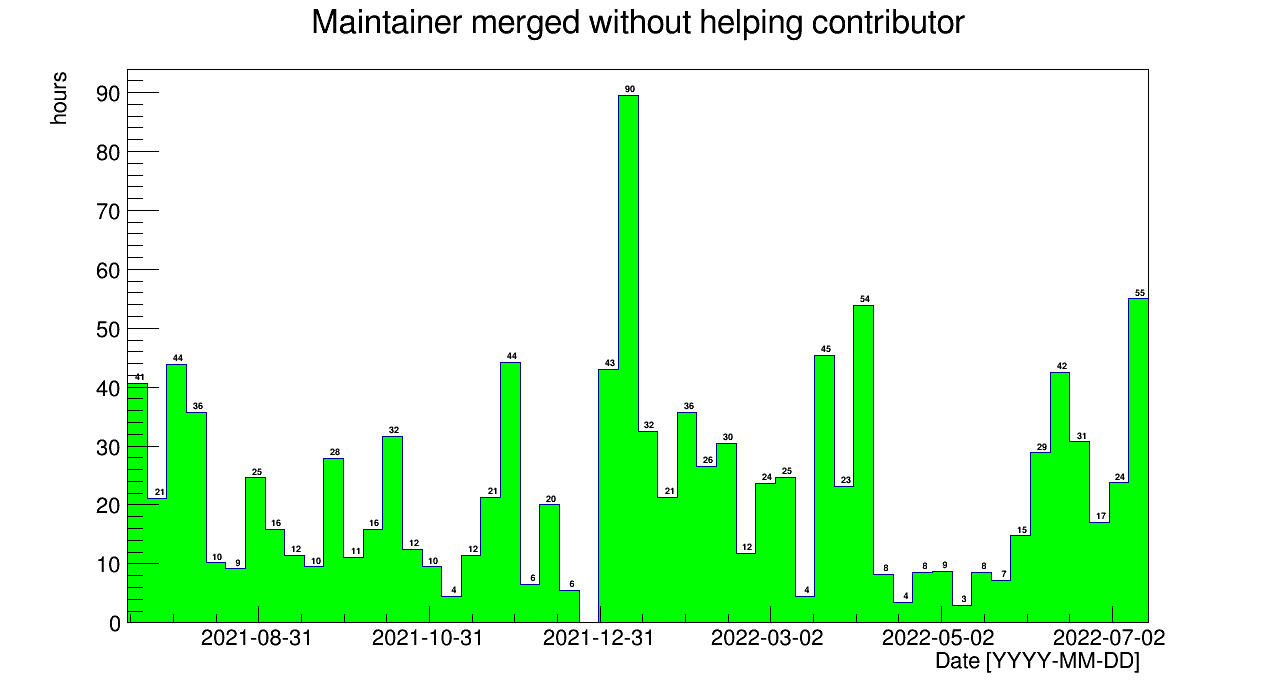 Maintainer merged without helping contributor
hours
90
80
70
60
50
40
30
20
10
0
41 21 44 36 10 9 25 16 12 10 28 11 16 32 12 10 4 12 21 44 6 20 6 43 90 32 21 36 26 30 12 24 25 4 45 23 54 8 4 8 9 3 8 7 15 29 42 31 17 24 55
2021-08-31 2021-10-31 2021-12-31 2022-03-02 2022-05-02 2022-07-02
Date [YYYY-MM-DD]